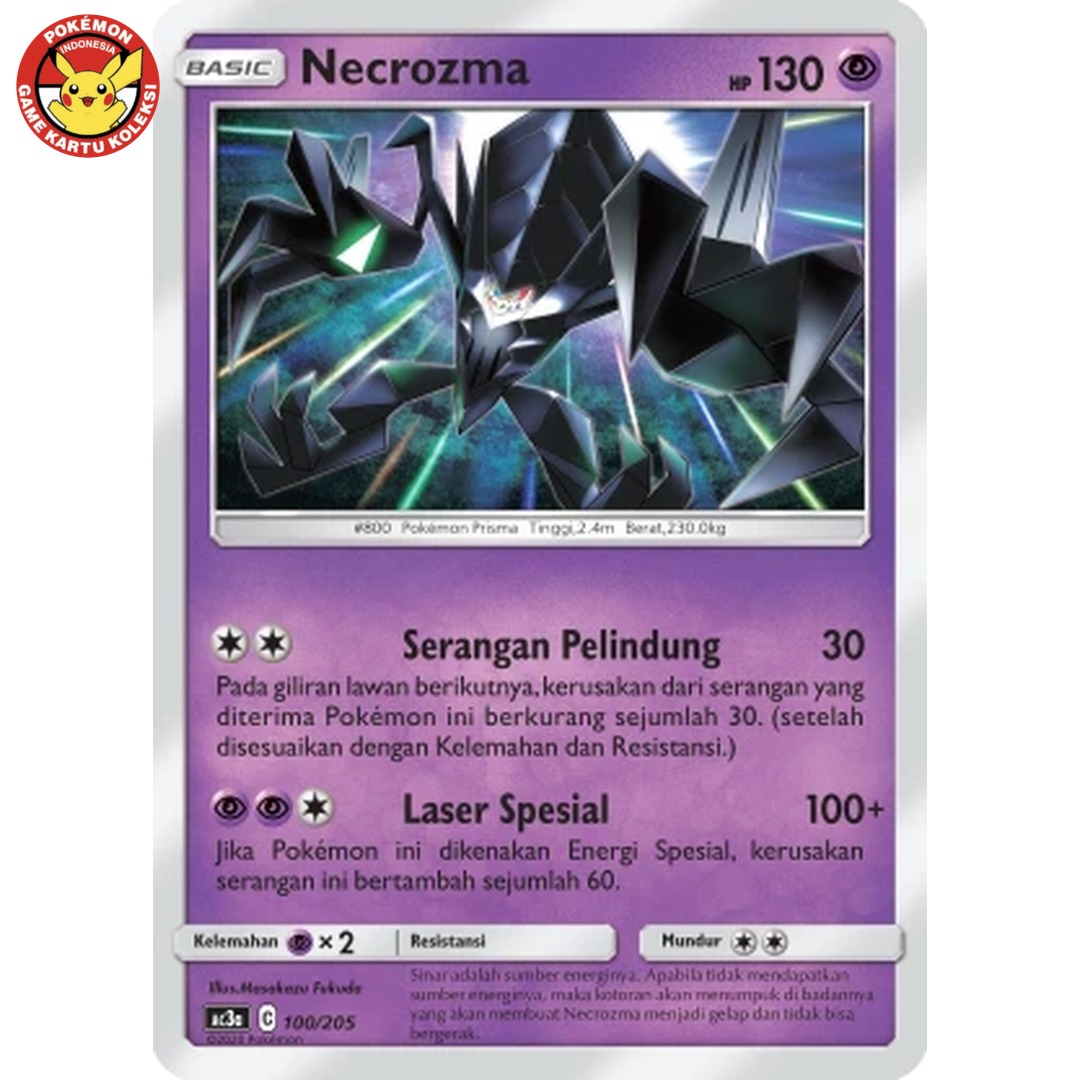 POKÉMON
INDONESIA
GAME KARTU KOLEKSI
BASIC Necrozma HP 130
#800 Pokémon Prisma Tinggi,2.4m Berat,230.0kg
Serangan Pelindung 30
Pada giliran lawan berikutnya,kerusakan dari serangan yang
diterima Pokémon ini berkurang sejumlah 30. (setelah
disesuaikan dengan Kelemahan dan Resistansi.)
Laser Spesial 100+
Jika Pokémon ini dikenakan Energi Spesial, kerusakan
serangan ini bertambah sejumlah 60.
Kelemahan ×2 Resistansi Mundur
Sinar adalah sumber energinya. Apabila tidak mendapatkan
sumber energinya, maka kotoran akan menumpuk di badannya
yang akan membuat Necrozma menjadi gelap dan tidak bisa
bergerak.
Illus.Masakazu Fukuda
C 100/205
©2020 Pokémon